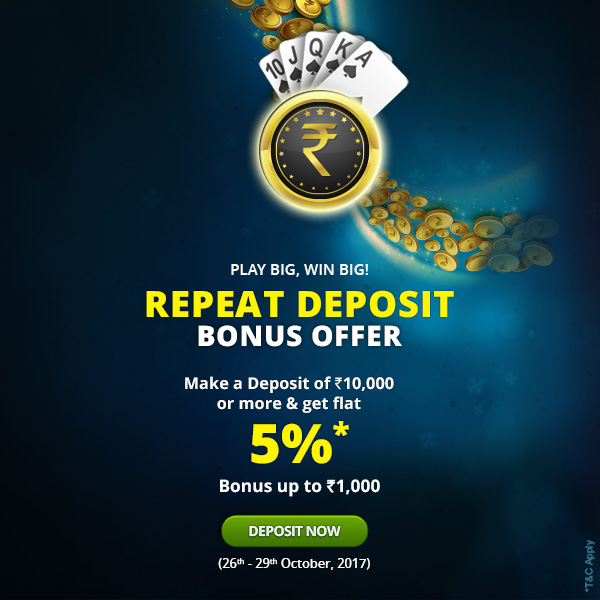 10 J Q K A
₹
PLAY BIG, WIN BIG!
REPEAT DEPOSIT
BONUS OFFER
Make a Deposit of ₹10,000
or more & get flat
5%*
Bonus up to ₹1,000
DEPOSIT NOW
(26th - 29th October, 2017)
*T&C Apply